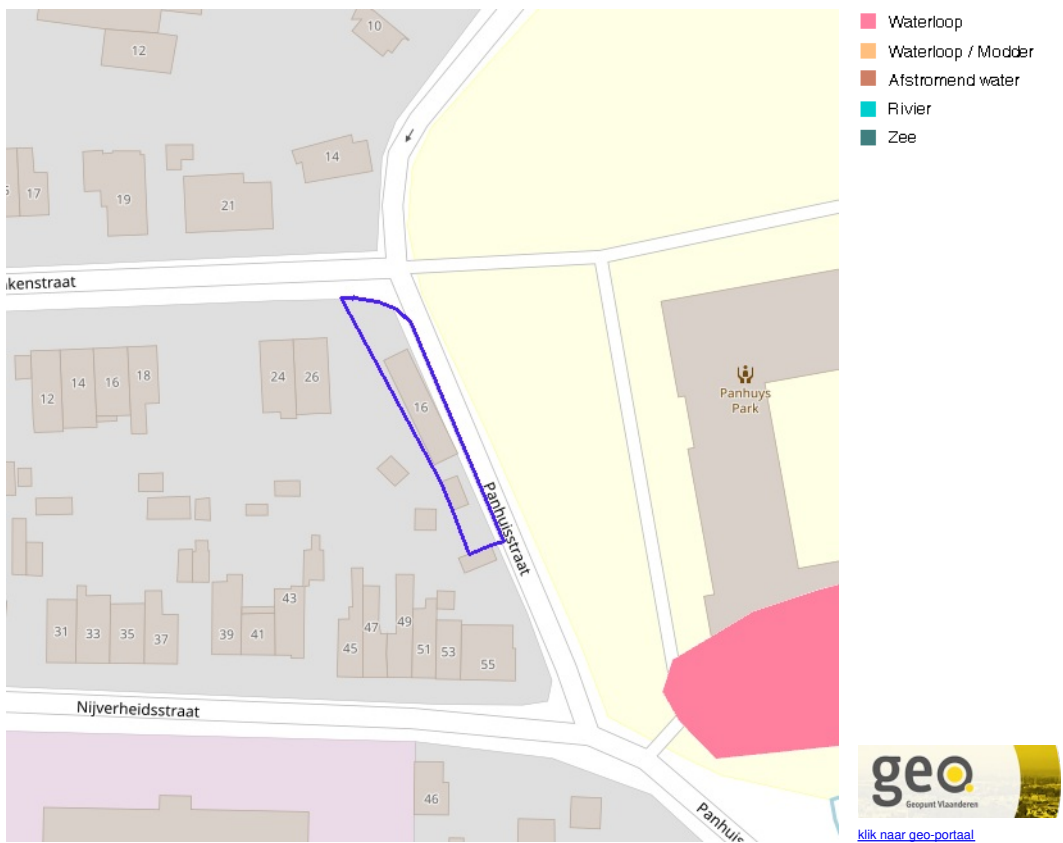 10
12
14
17
19
21
nkenstraat
12
14
16
18
24
26
16
Panhuys
Park
Panhuisstraat
31
33
35
37
39
41
43
45
47
49
51
53
55
Nijverheidsstraat
46
Panhuis
Waterloop
Waterloop / Modder
Afstromend water
Rivier
Zee
geo.
Geopunt Vlaanderen
klik naar geo-portaal